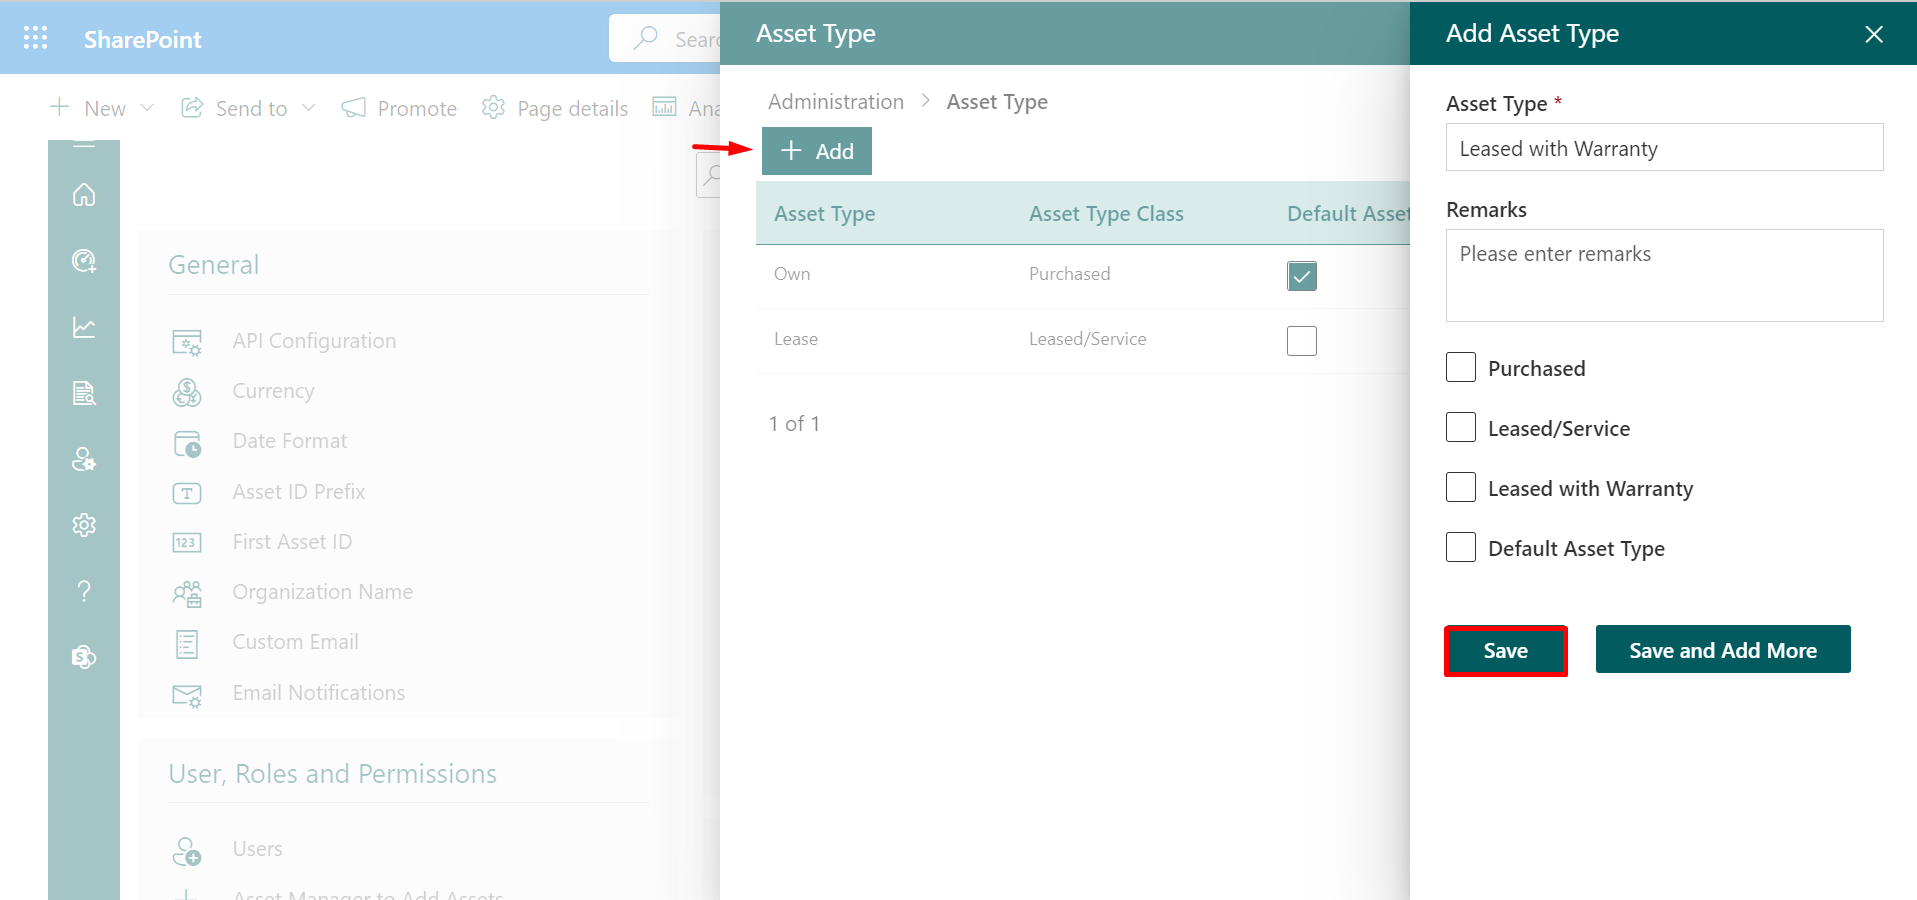 SharePoint
Sear
Asset Type
Add Asset Type
New
Send to
Promote
Page details
Ana
Administration > Asset Type
+ Add
Asset Type
Asset Type Class
Default Asset
Own
Purchased
Lease
Leased/Service
1 of 1
General
API Configuration
Currency
Date Format
Asset ID Prefix
First Asset ID
Organization Name
Custom Email
Email Notifications
User, Roles and Permissions
Users
Asset Manager to Add Assets
Asset Type *
Leased with Warranty
Remarks
Please enter remarks
Purchased
Leased/Service
Leased with Warranty
Default Asset Type
Save
Save and Add More